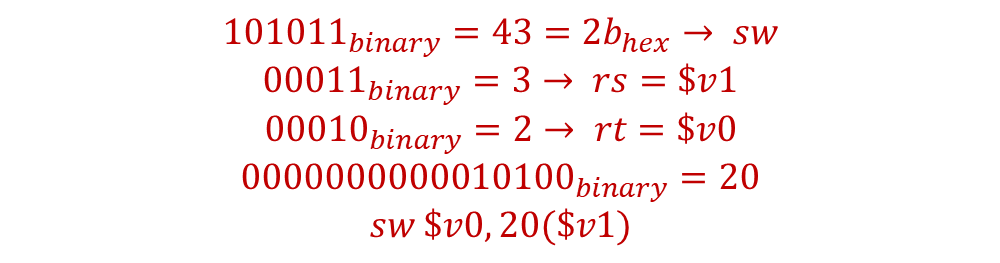 101011binary = 43 = 2bhex → sw
00011binary = 3 → rs = $v1
00010binary = 2 → rt = $v0
0000000000010100binary = 20
sw $v0, 20($v1)